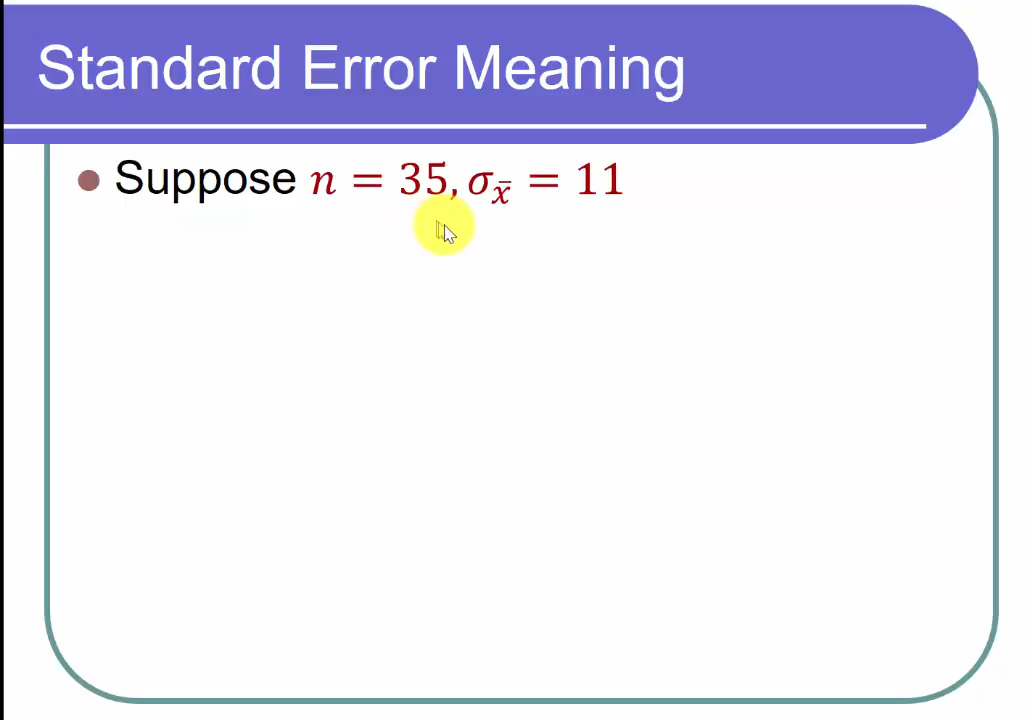 Standard Error Meaning
Suppose n = 35, σx̄ = 11